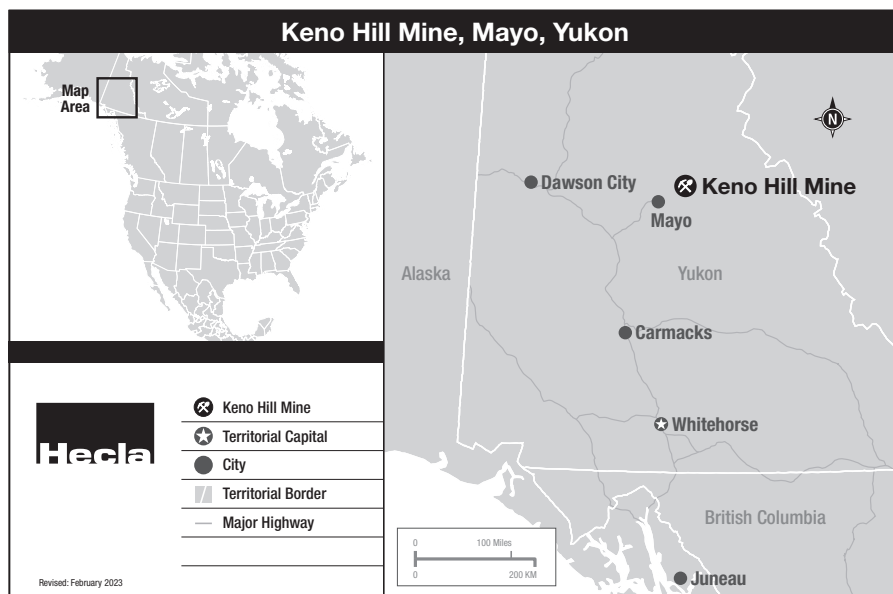 Keno Hill Mine, Mayo, Yukon
Map
Area
N
Dawson City
Keno Hill Mine
Mayo
Alaska
Yukon
Carmacks
Whitehorse
British Columbia
Juneau
0
100 Miles
0
200 KM
Hecla
Keno Hill Mine
Territorial Capital
City
Territorial Border
Major Highway
Revised: February 2023